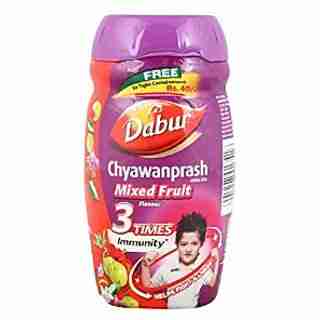 FREE
Rs. 40/-
Dabur
Chyawanprash
Mixed Fruit
Flavour
3 TIMES
Immunity*